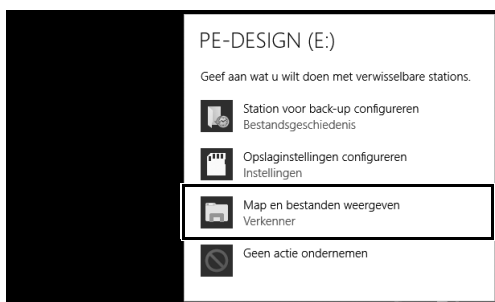 PE-DESIGN (E:)
Geef aan wat u wilt doen met verwisselbare stations.
Station voor back-up configureren
Bestandsgeschiedenis
Opslaginstellingen configureren
Instellingen
Map en bestanden weergeven
Verkenner
Geen actie ondernemen